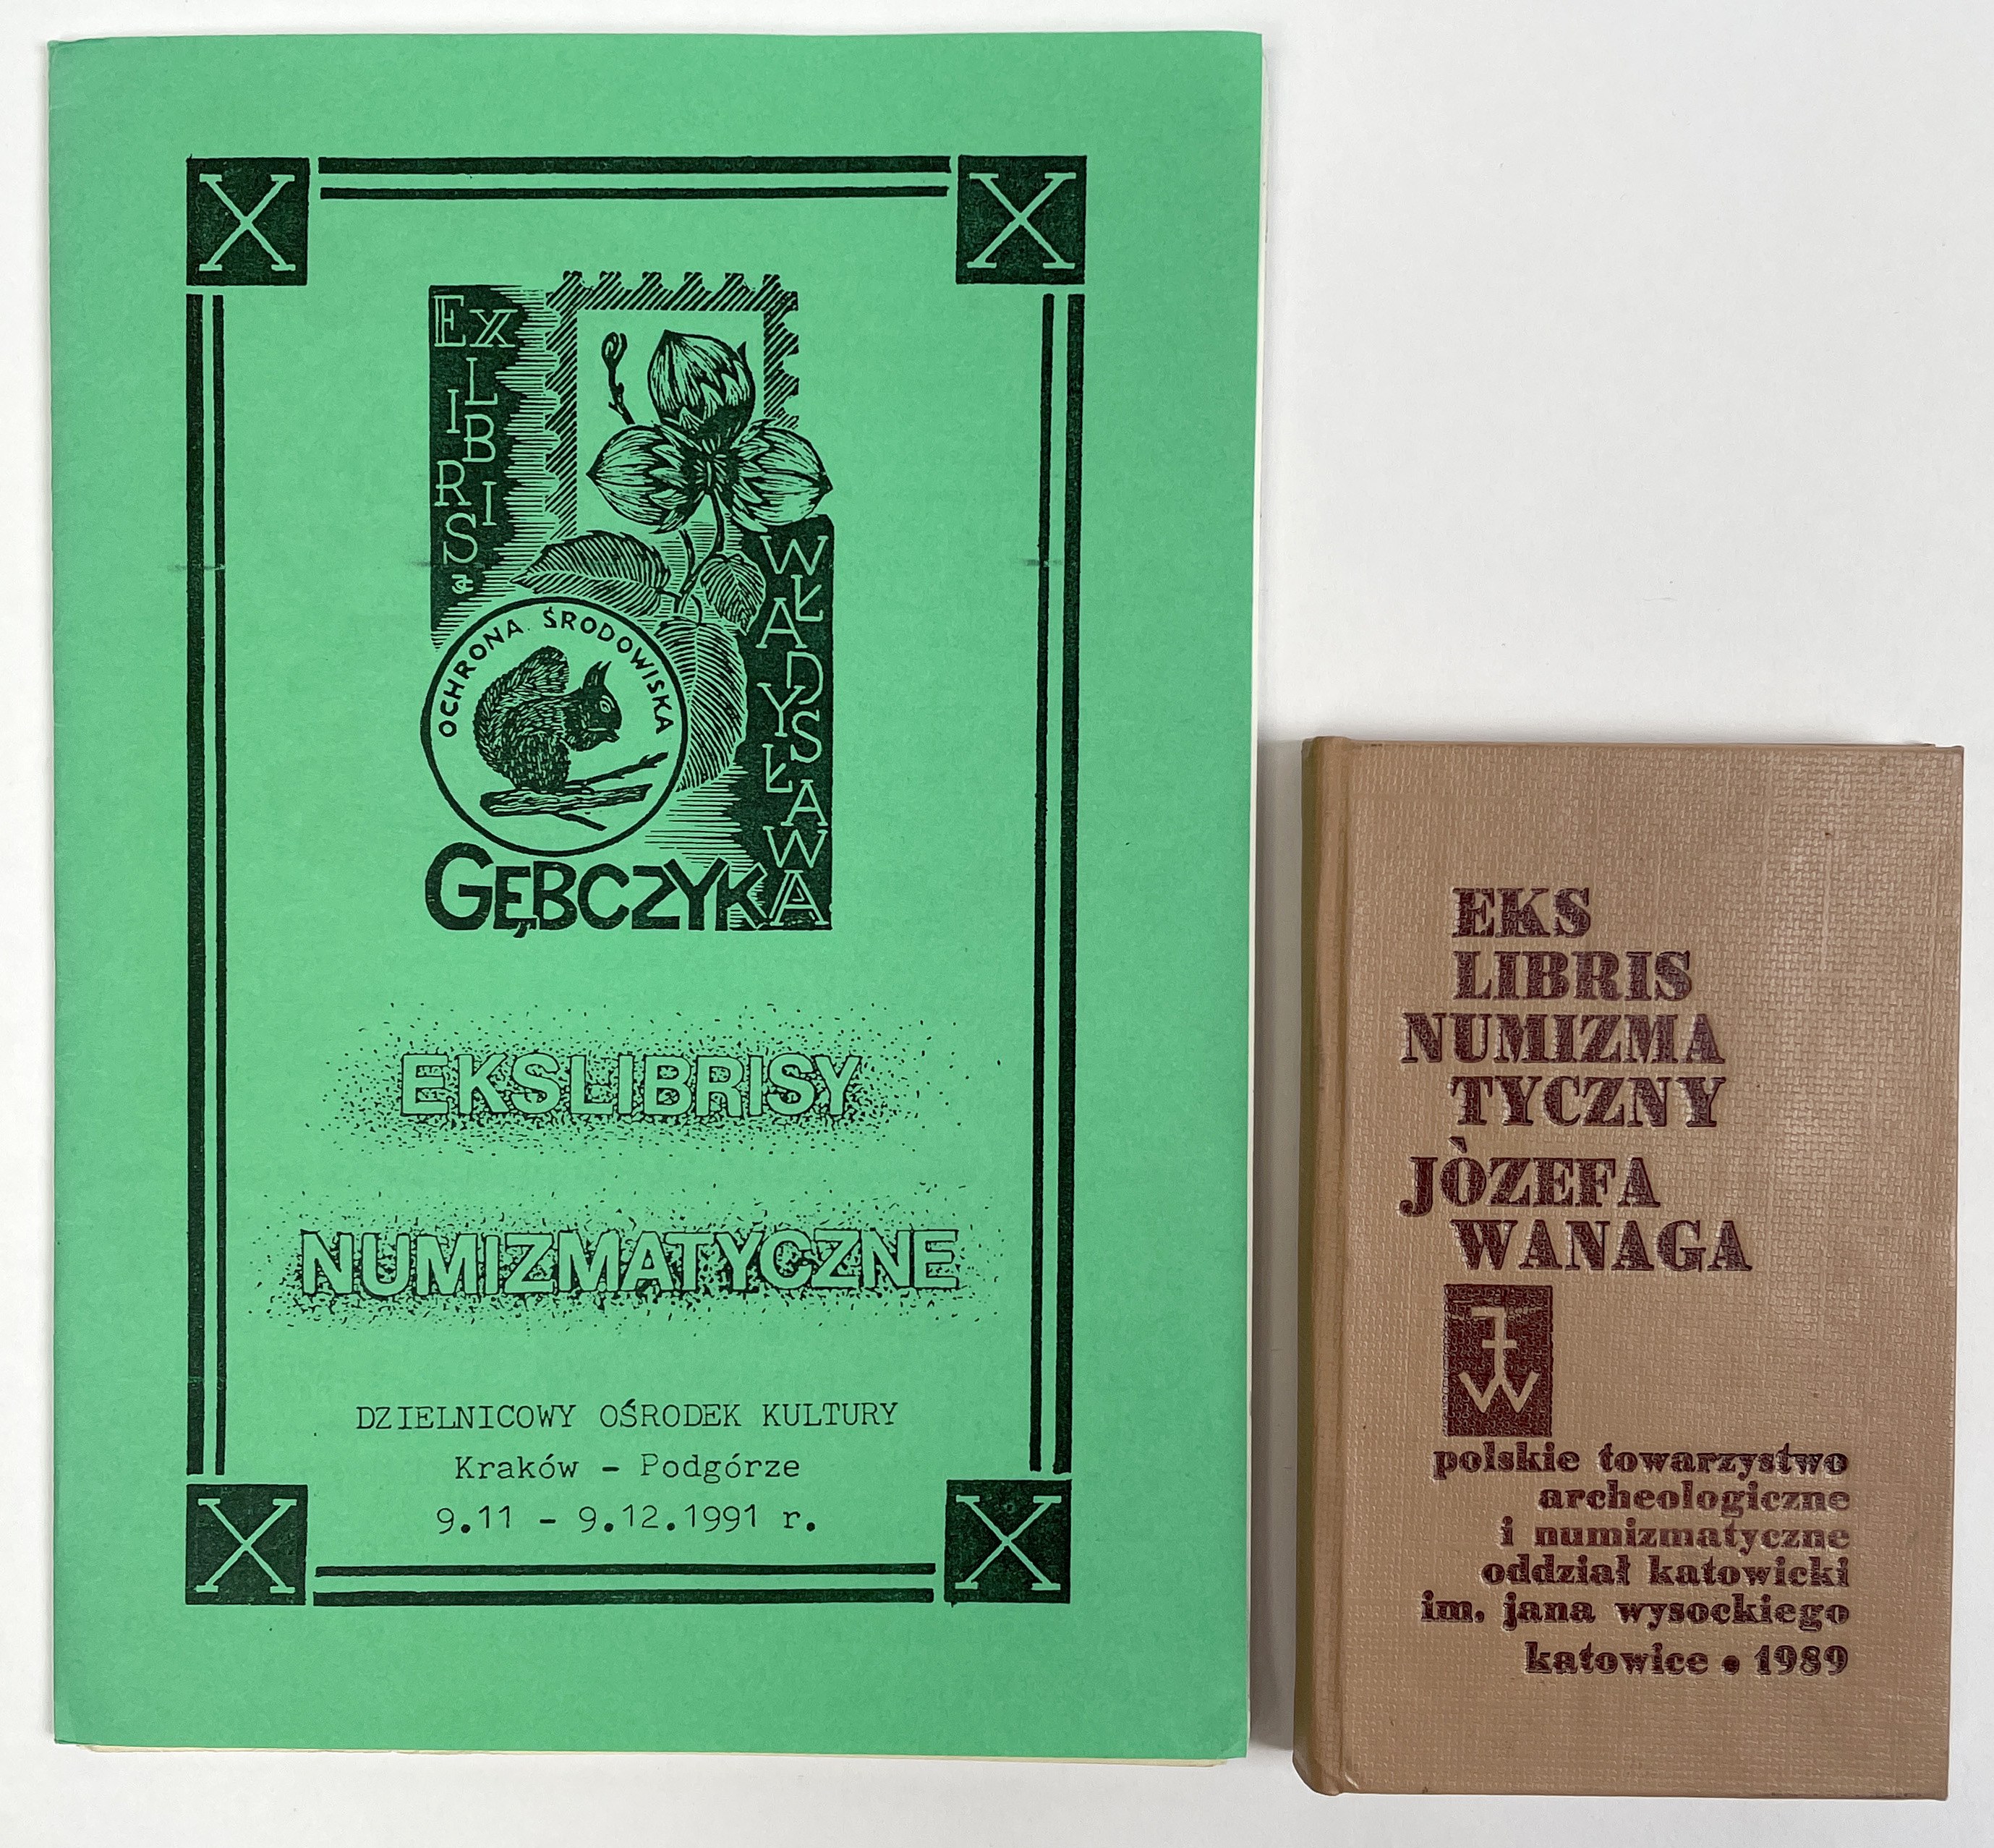 X X
EX
LIBRIS
OCHRONA ŚRODOWISKA
WŁADYSŁAWA
GĘBCZYKA
EKSLIBRISY
NUMIZMATYCZNE
DZIELNICOWY OŚRODEK KULTURY
Kraków - Podgórze
9.11 - 9.12.1991 r.
X X
EKS
LIBRIS
NUMIZMA
TYCZNY
JÒZEFA
WANAGA
JW
polskie towarzystwo
archeologiczne
i numizmatyczne
oddział katowicki
im. jana wysockiego
katowice • 1989